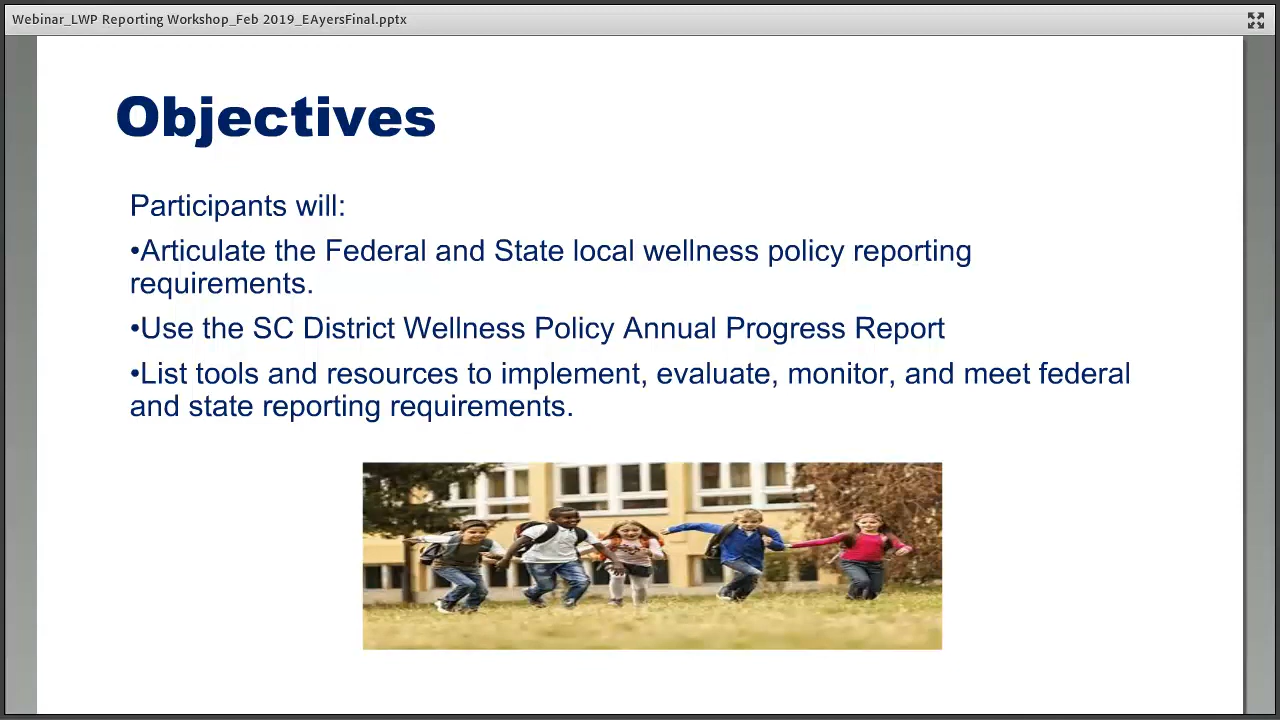 Webinar_LWP Reporting Workshop_Feb 2019_EAyersFinal.pptx
Objectives
Participants will:
•Articulate the Federal and State local wellness policy reporting
requirements.
•Use the SC District Wellness Policy Annual Progress Report
•List tools and resources to implement, evaluate, monitor, and meet federal
and state reporting requirements.